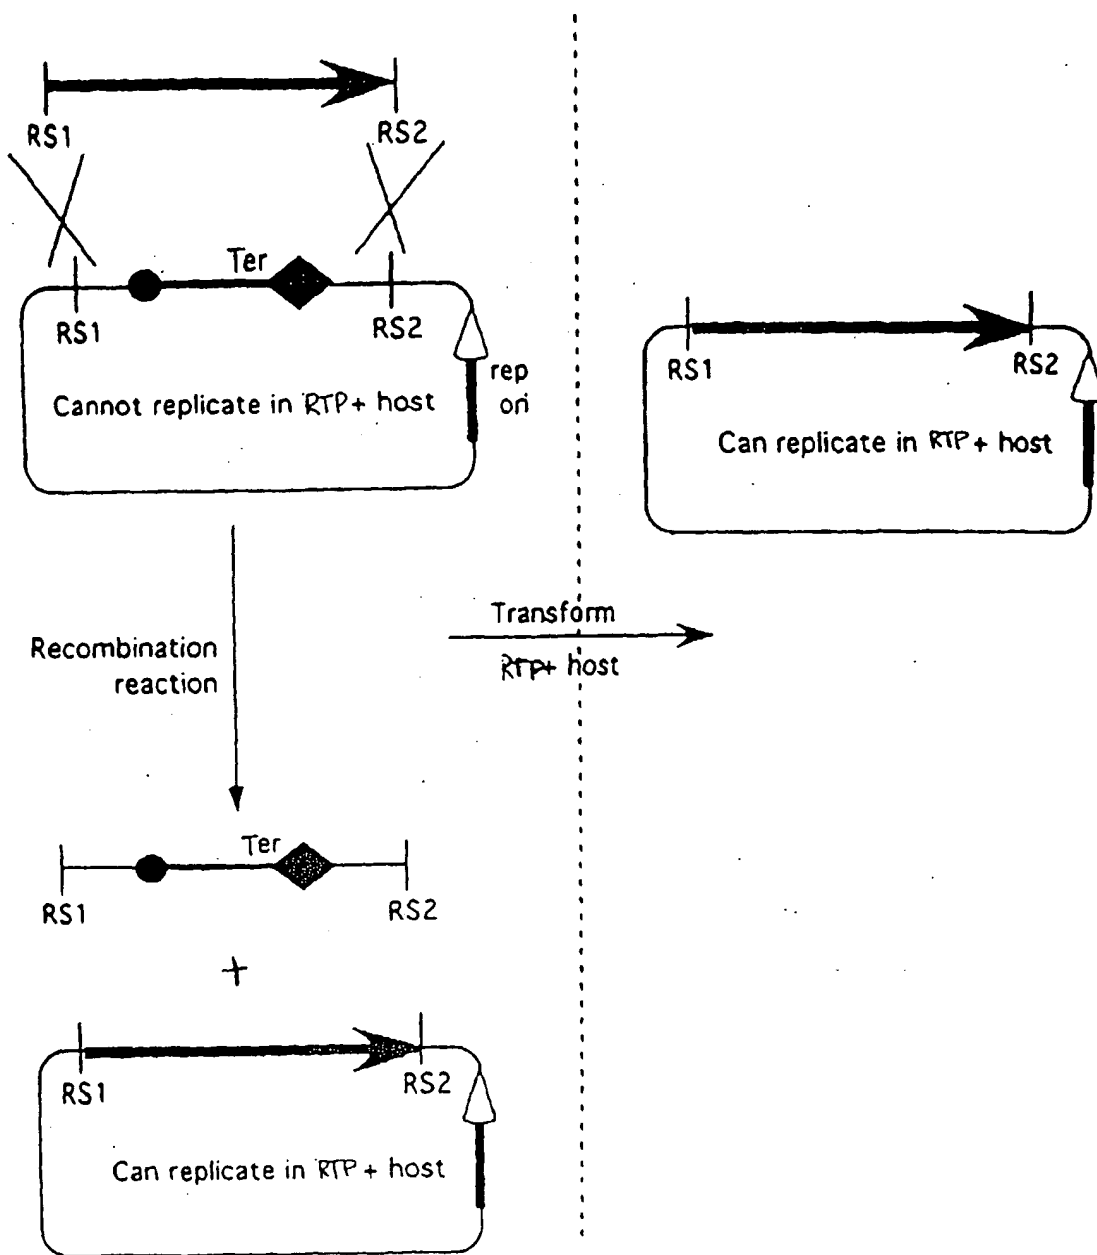 RS1
RS2
Ter
RS1
RS2
rep
ori
Cannot replicate in RTP + host
RS1
RS2
Can replicate in RTP + host
Recombination
reaction
Transform
RTP+ host
Ter
RS1
RS2
+
RS1
RS2
Can replicate in RTP + host